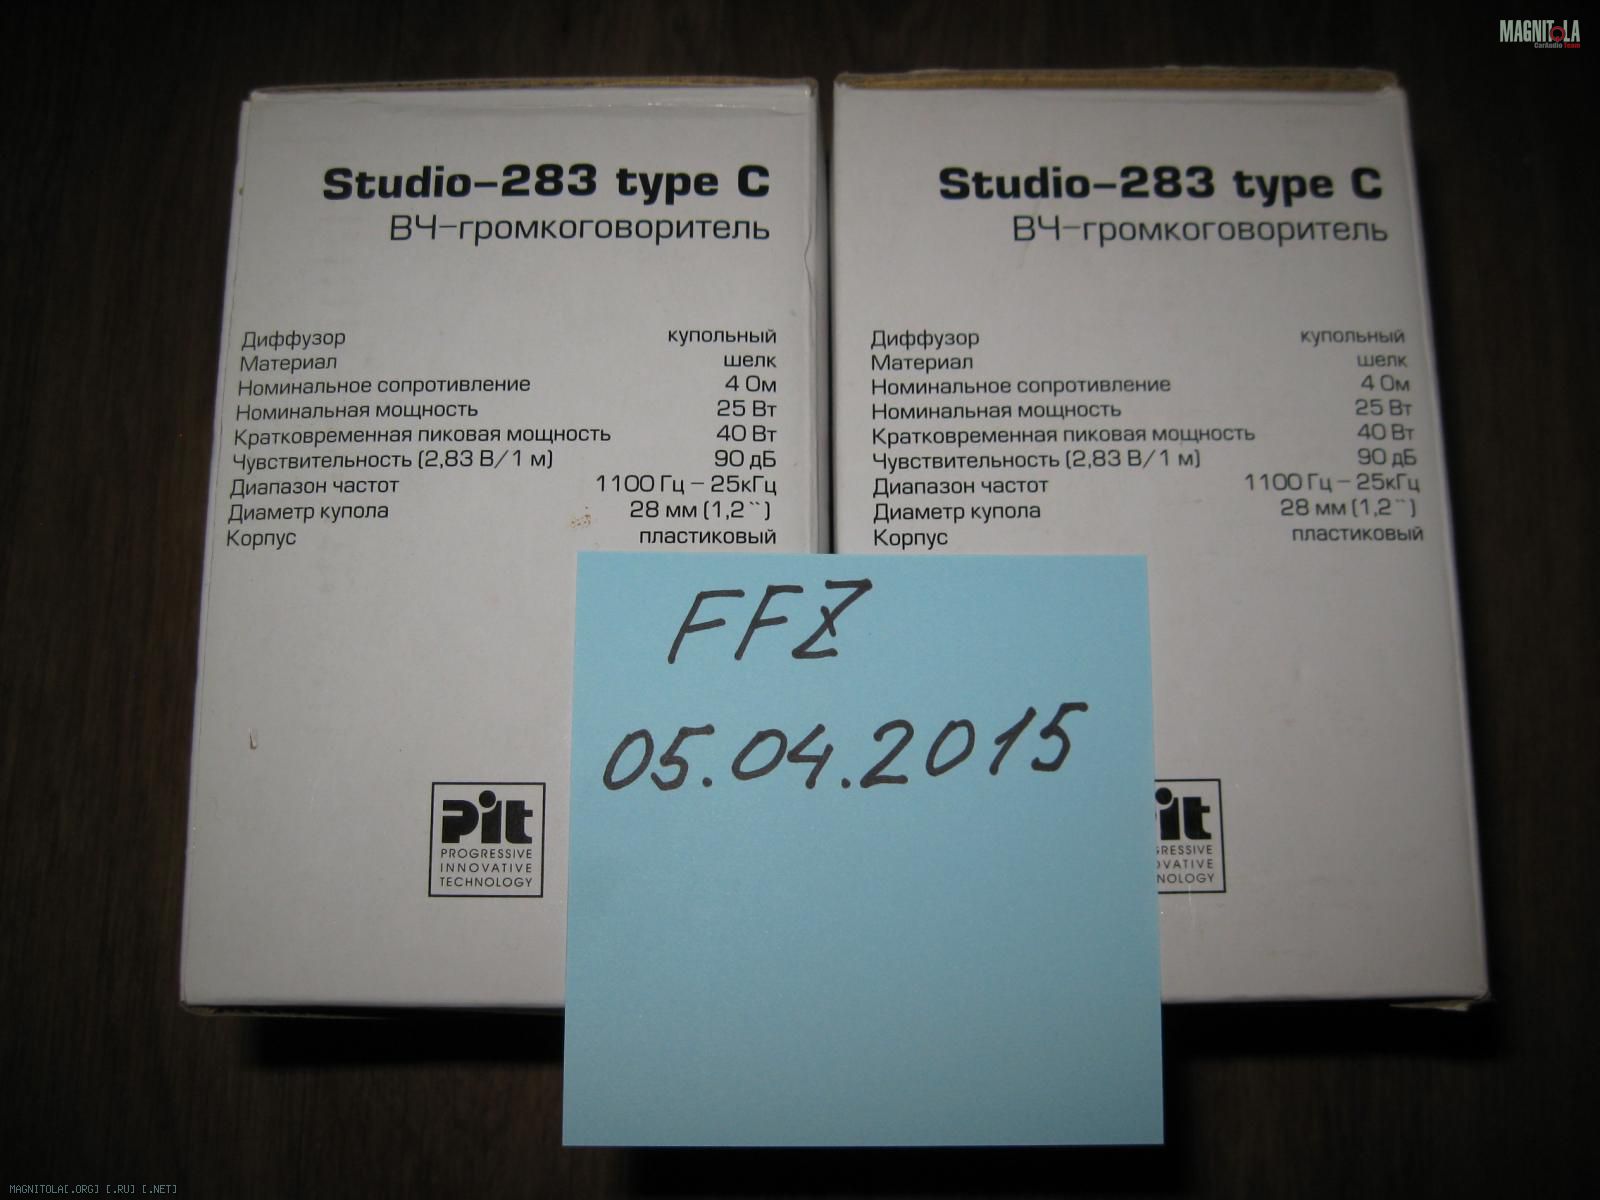 MAGNITOLA
CarAudio Team
Studio-283 type C
ВЧ-громкоговоритель
Диффузор купольный
Материал шелк
Номинальное сопротивление 4 Ом
Номинальная мощность 25 Вт
Кратковременная пиковая мощность 40 Вт
Чувствительность (2,83 В/1 м) 90 дБ
Диапазон частот 1100 Гц – 25кГц
Диаметр купола 28 мм (1,2``)
Корпус пластиковый
Pit
PROGRESSIVE
INNOVATIVE
TECHNOLOGY
Studio-283 type C
ВЧ-громкоговоритель
Диффузор купольный
Материал шелк
Номинальное сопротивление 4 Ом
Номинальная мощность 25 Вт
Кратковременная пиковая мощность 40 Вт
Чувствительность (2,83 В/1 м) 90 дБ
Диапазон частот 1100 Гц – 25кГц
Диаметр купола 28 мм (1,2``)
Корпус пластиковый
it
RESSIVE
OVATIVE
NOLOGY
FFZ
05.04.2015
MAGNITOLA[.ORG] [.RU] [.NET]